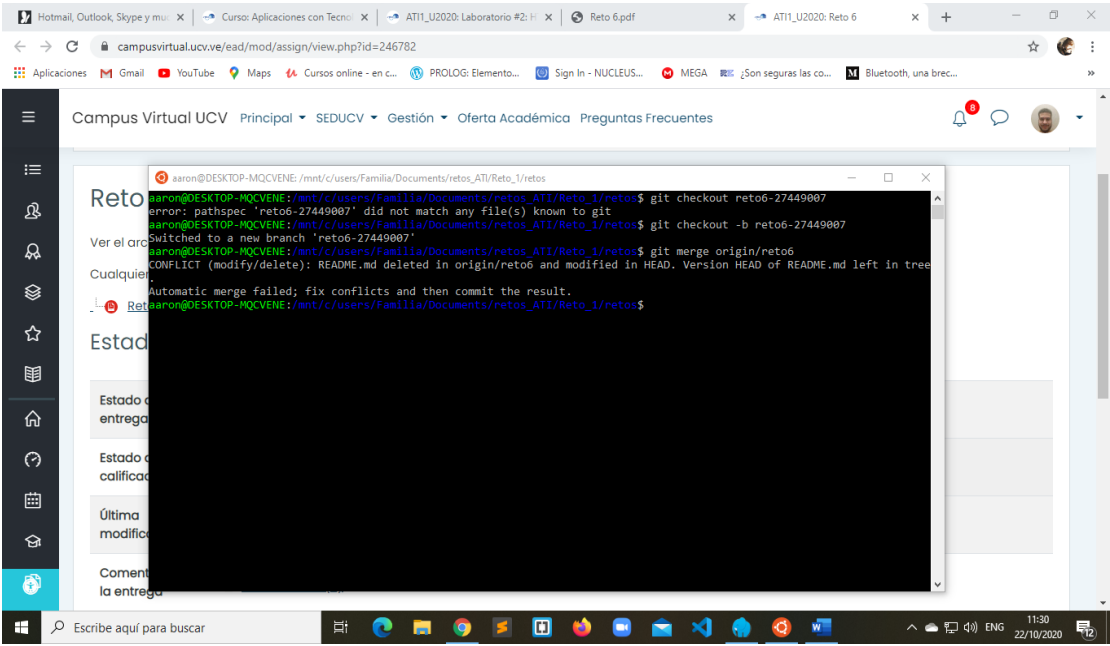 Hotmail, Outlook, Skype y mu
Curso: Aplicaciones con Tecnol
ATI1_U2020: Laboratorio #2: H
Reto 6.pdf
ATI1_U2020: Reto 6
campusvirtual.ucv.ve/ead/mod/assign/view.php?id=246782
Aplicaciones
Gmail
YouTube
Maps
Cursos online - en c...
PROLOG: Elemento...
Sign In - NUCLEUS...
MEGA
¿Son seguras las co...
Bluetooth, una brec...
»
Campus Virtual UCV Principal SEDUCV Gestión Oferta Académica Preguntas Frecuentes
8
aaron@DESKTOP-MQCVENE: /mnt/c/users/Familia/Documents/retos_ATI/Reto_1/retos
aaron@DESKTOP-MQCVENE:/mnt/c/users/Familia/Documents/retos_ATI/Reto_1/retos$ git checkout reto6-27449007
error: pathspec 'reto6-27449007' did not match any file(s) known to git
aaron@DESKTOP-MQCVENE:/mnt/c/users/Familia/Documents/retos_ATI/Reto_1/retos$ git checkout -b reto6-27449007
Switched to a new branch 'reto6-27449007'
aaron@DESKTOP-MQCVENE:/mnt/c/users/Familia/Documents/retos_ATI/Reto_1/retos$ git merge origin/reto6
CONFLICT (modify/delete): README.md deleted in origin/reto6 and modified in HEAD. Version HEAD of README.md left in tree
.
Automatic merge failed; fix conflicts and then commit the result.
aaron@DESKTOP-MQCVENE:/mnt/c/users/Familia/Documents/retos_ATI/Reto_1/retos$
Reto
Ver el arc
Cualquier
Ret
Estad
Estado d
entrega
Estado d
calificac
Última
modific
Coment
la entrega
Escribe aquí para buscar
ENG
11:30
22/10/2020
12